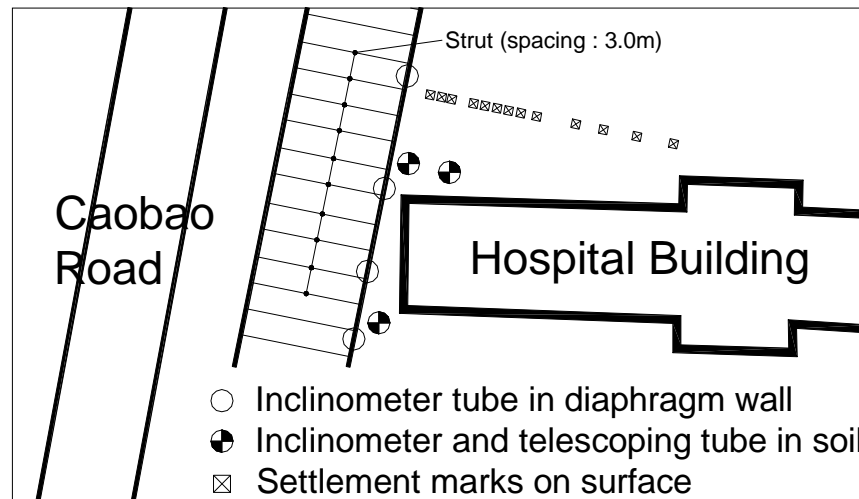 Strut (spacing : 3.0m)
Caobao
Road
Hospital Building
Inclinometer tube in diaphragm wall
Inclinometer and telescoping tube in soil
Settlement marks on surface